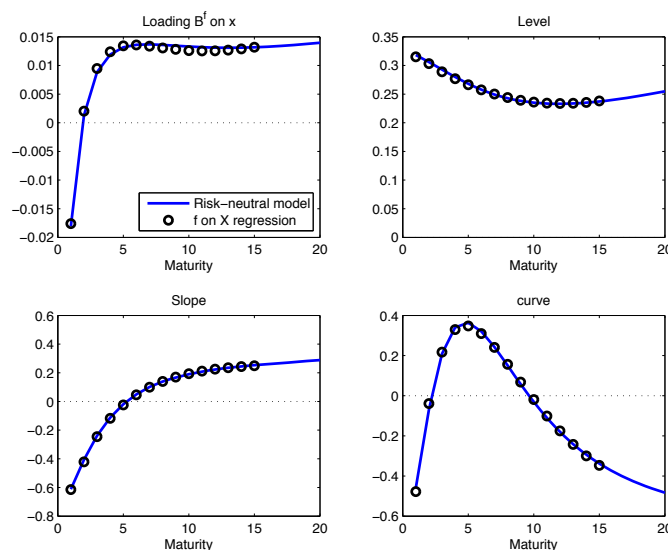 Loading B^f on x
0.015
0.01
0.005
0
−0.005
−0.01
−0.015
−0.02
0 5 10 15 20
Maturity
Risk−neutral model
f on X regression
Level
0.35
0.3
0.25
0.2
0.15
0.1
0.05
0
0 5 10 15 20
Maturity
Slope
0.6
0.4
0.2
0
−0.2
−0.4
−0.6
−0.8
0 5 10 15 20
Maturity
curve
0.4
0.2
0
−0.2
−0.4
−0.6
0 5 10 15 20
Maturity